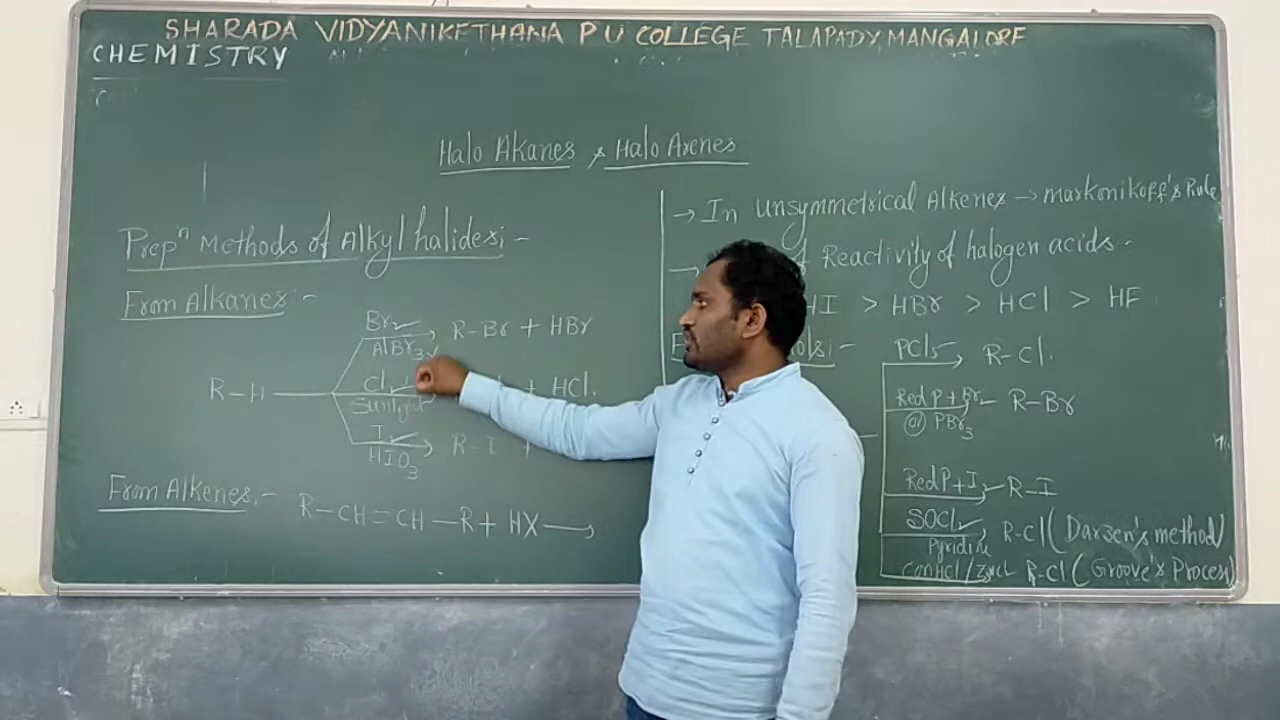 SHARADA VIDYANIKETHANA P U COLLEGE TALAPADY MANGALORE
CHEMISTRY
Halo Akanes & Halo Arenes
Prepn Methods of Alkyl halides; -
From Alkanes: -
R-H
Br2 R-Br + HBr
AlBr3
Cl2 + HCl.
Sunlight
I2 R-I +
HIO3
From Alkenes: -
R-CH=CH-R + HX →
→ In Unsymmetrical Alkenes → Markonikoff's Rule
→ of Reactivity of halogen acids -
HI > HBr > HCl > HF
PCl5 R-Cl.
Red P + Br2 R-Br
(or) PBr3
Red P + I2 R-I
SOCl2 R-Cl (Darzen's method)
Pyridine
con HCl / ZnCl2 R-Cl (Groove's Process)